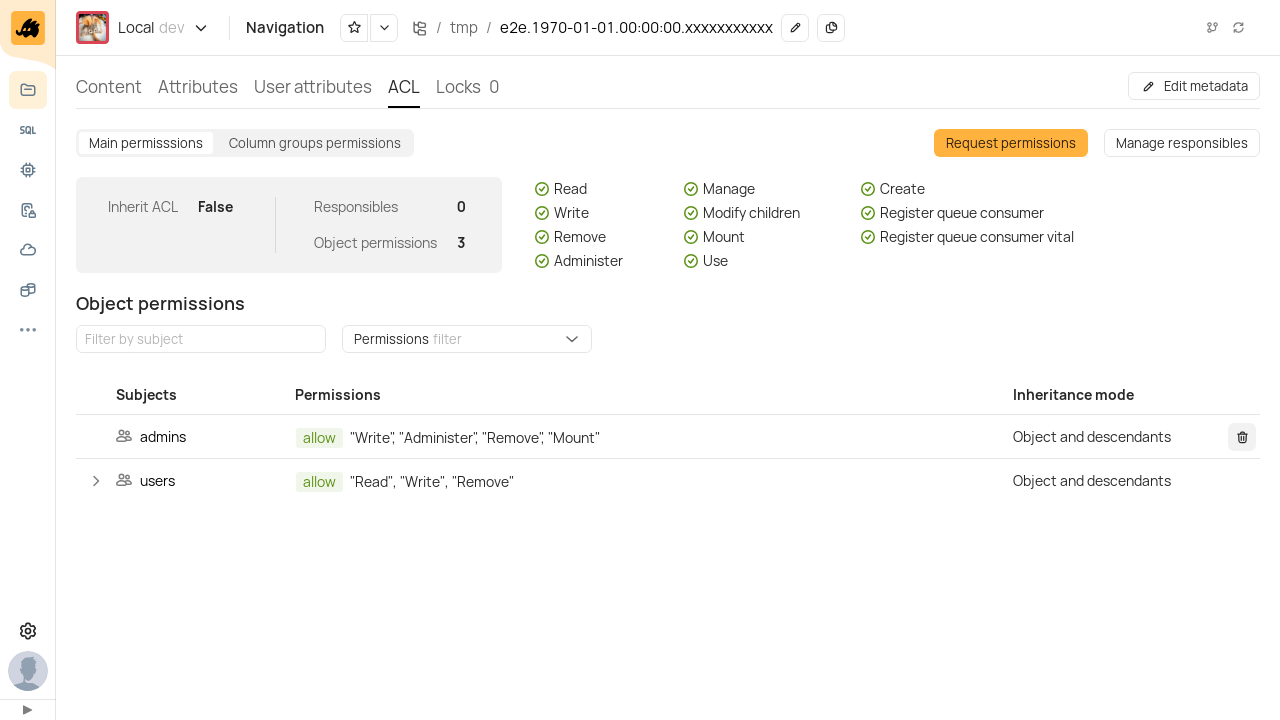 Local dev
Navigation
/ tmp / e2e.1970-01-01.00:00:00.xxxxxxxxxxx
SQL
Content Attributes User attributes ACL Locks 0
Edit metadata
Main permisssions Column groups permissions
Request permissions
Manage responsibles
Inherit ACL False
Responsibles 0
Object permissions 3
Read
Write
Remove
Administer
Manage
Modify children
Mount
Use
Create
Register queue consumer
Register queue consumer vital
Object permissions
Filter by subject
Permissions filter
Subjects Permissions Inheritance mode
admins allow "Write", "Administer", "Remove", "Mount" Object and descendants
users allow "Read", "Write", "Remove" Object and descendants